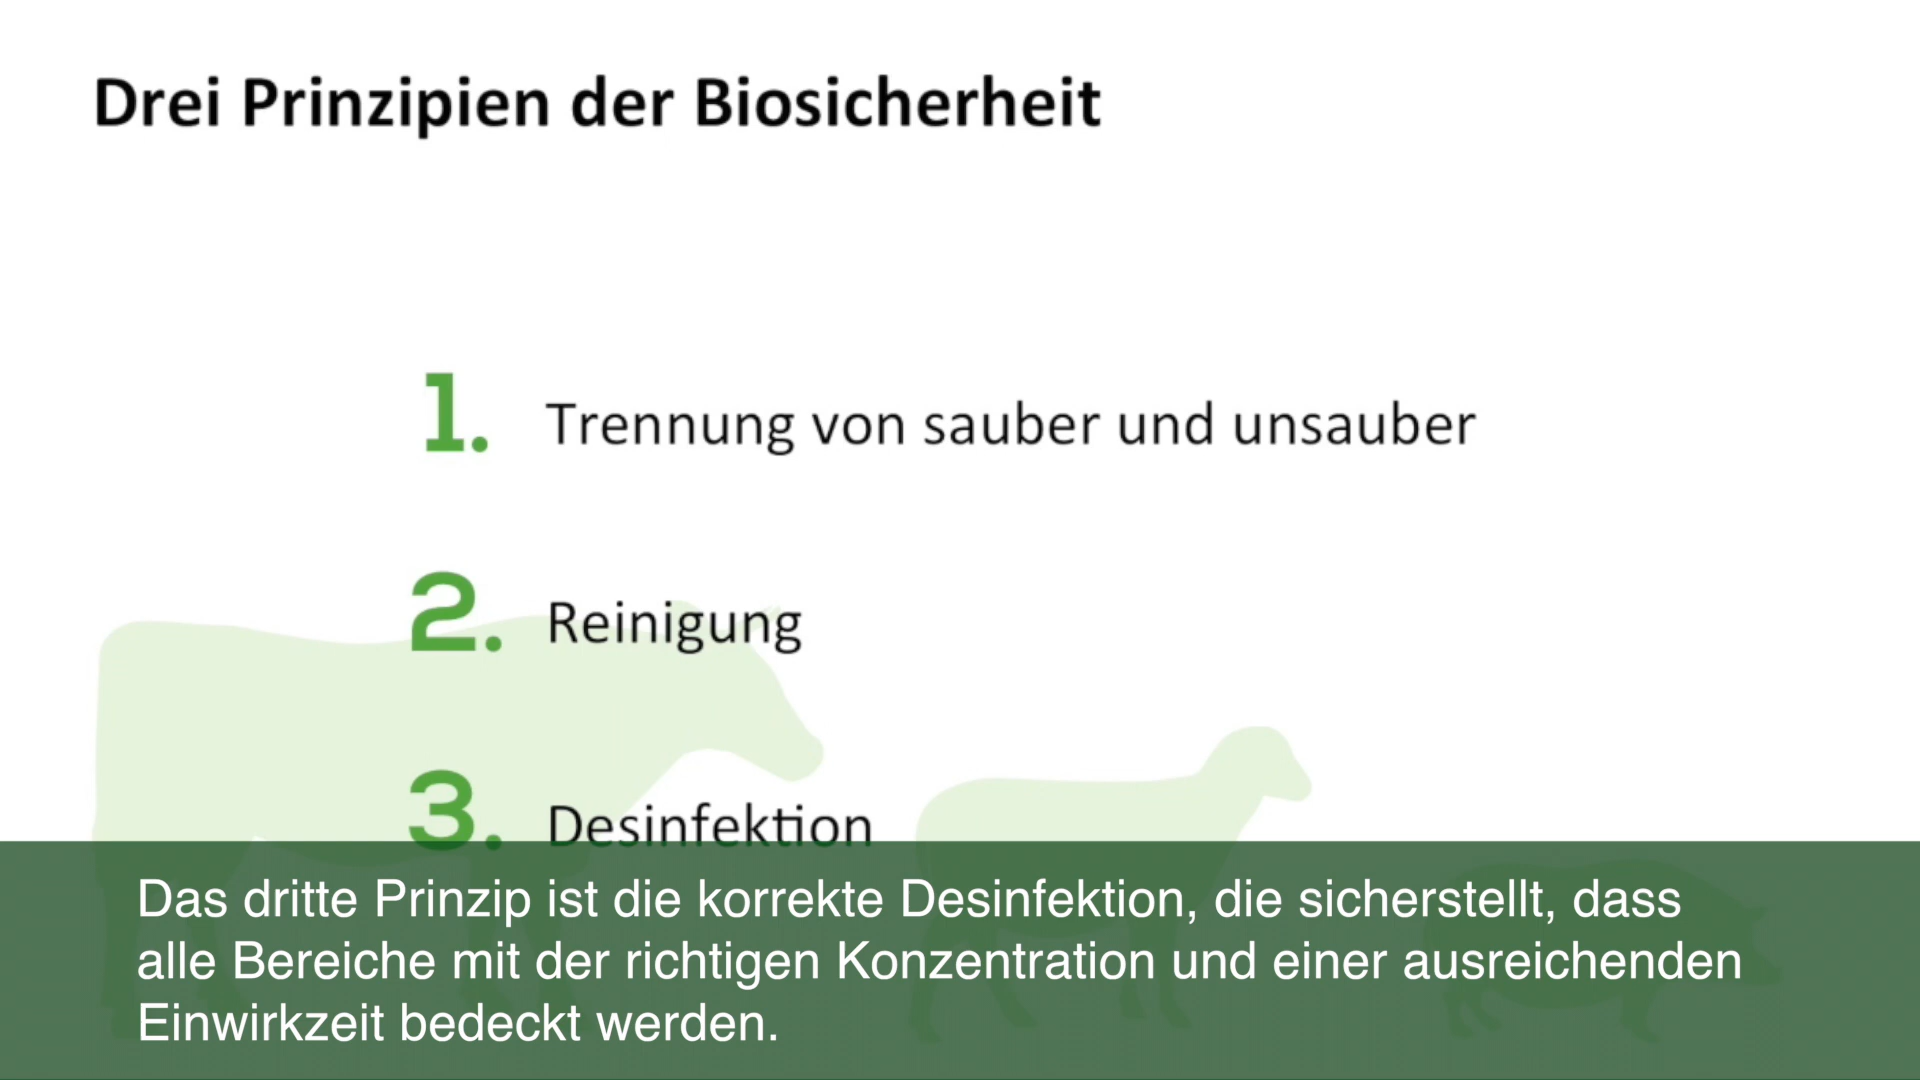 Drei Prinzipien der Biosicherheit
1. Trennung von sauber und unsauber
2. Reinigung
3. Desinfektion
Das dritte Prinzip ist die korrekte Desinfektion, die sicherstellt, dass
alle Bereiche mit der richtigen Konzentration und einer ausreichenden
Einwirkzeit bedeckt werden.